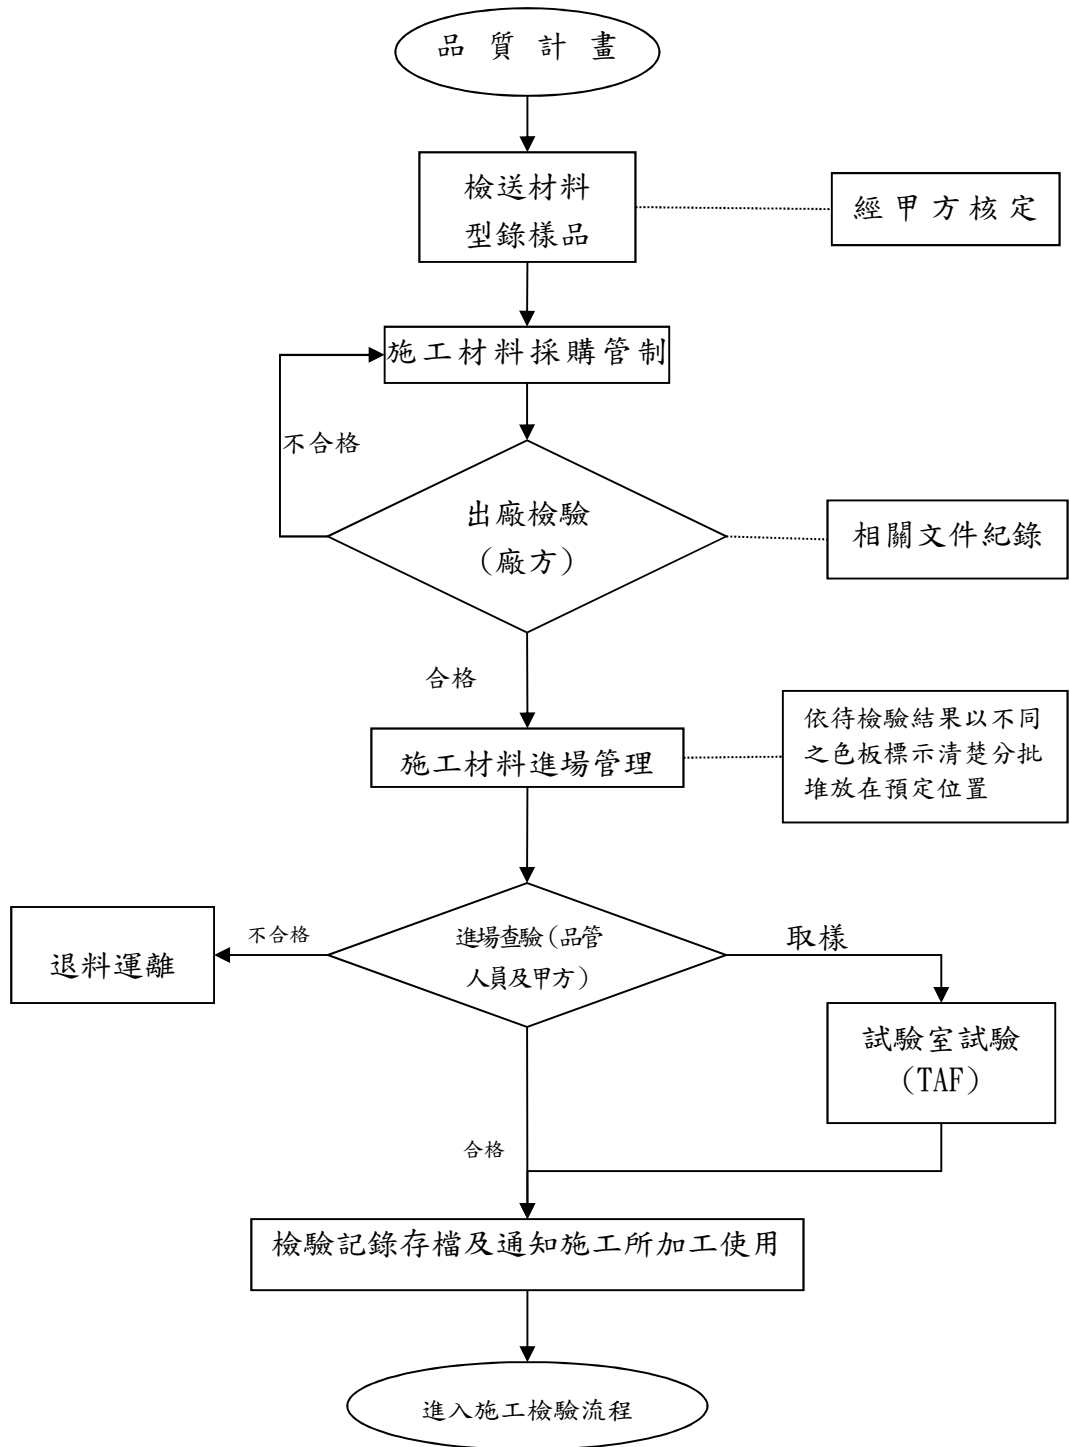 品質計畫
檢送材料
型錄樣品
經甲方核定
施工材料採購管制
不合格
出廠檢驗
(廠方)
相關文件紀錄
合格
施工材料進場管理
依待檢驗結果以不同
之色板標示清楚分批
堆放在預定位置
退料運離
不合格
進場查驗(品管
人員及甲方)
取樣
試驗室試驗
(TAF)
合格
檢驗記錄存檔及通知施工所加工使用
進入施工檢驗流程